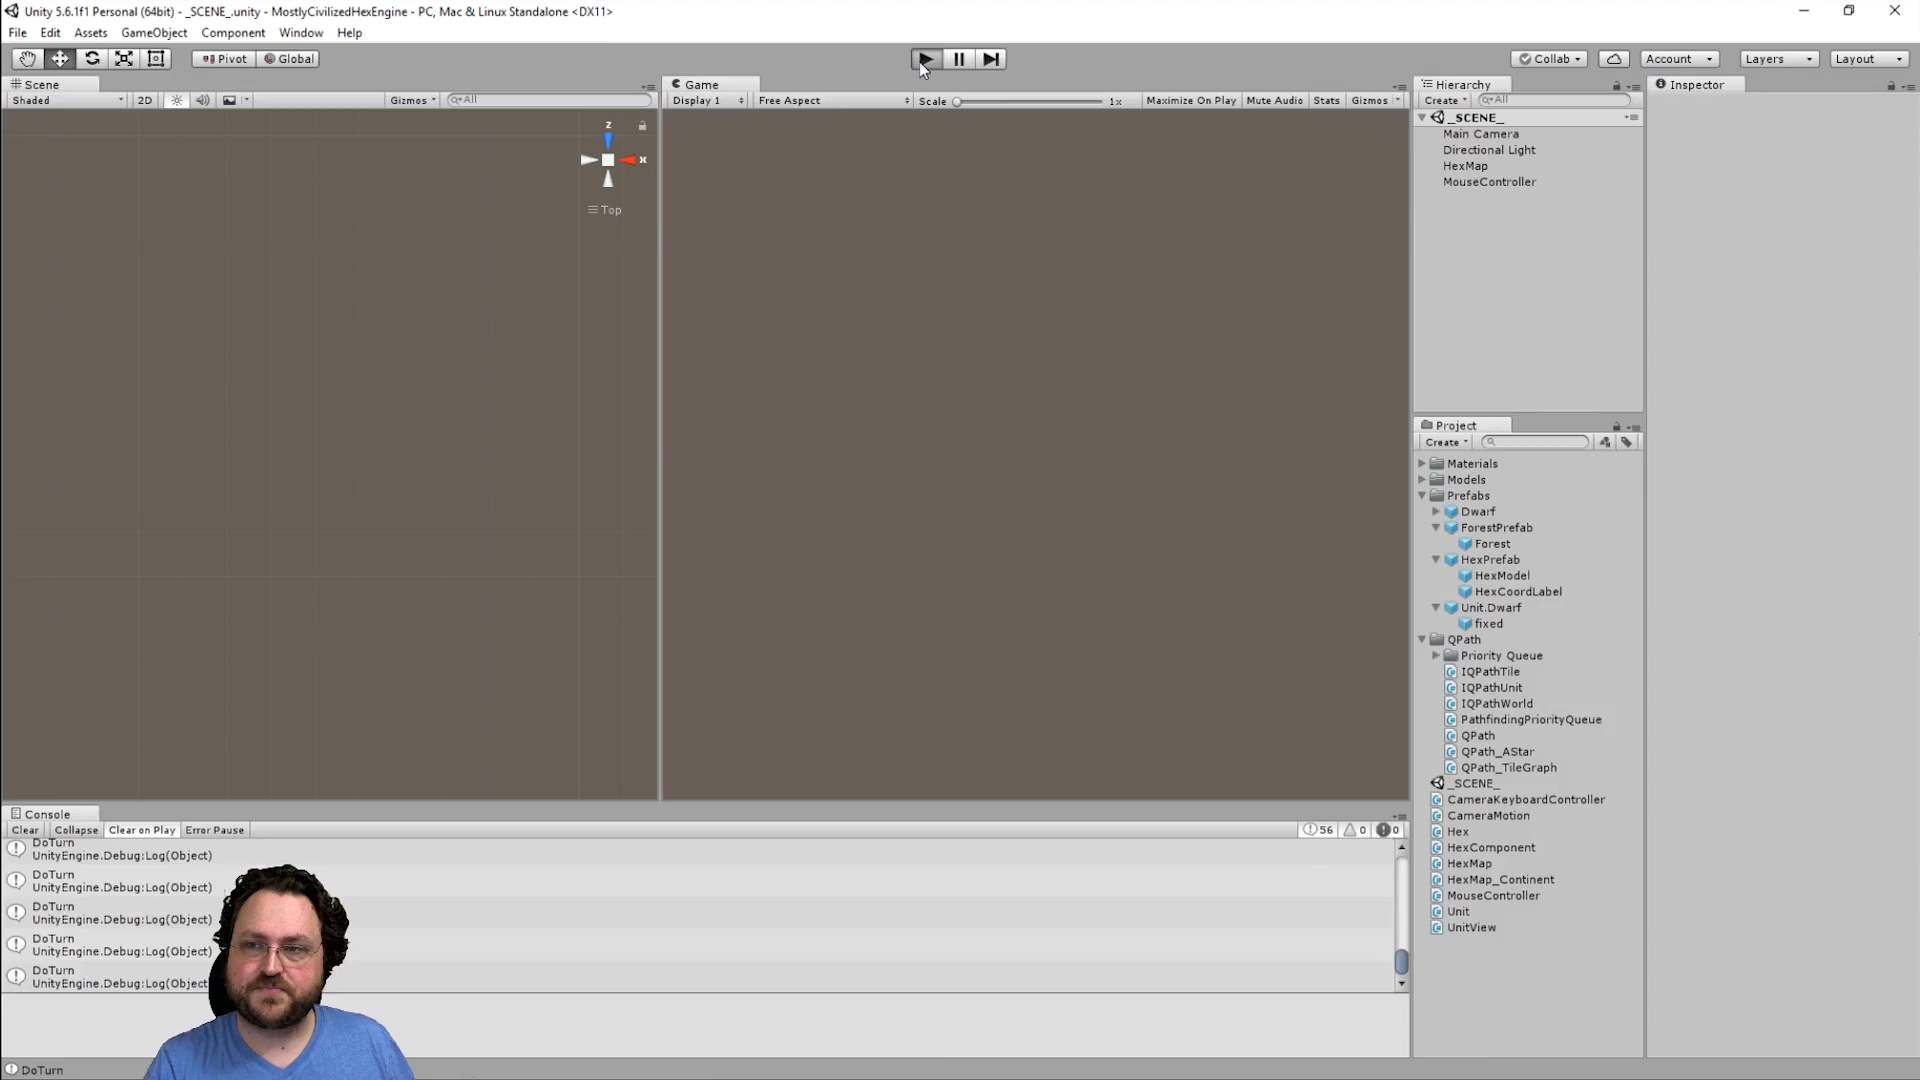 Unity 5.6.1f1 Personal (64bit) - _SCENE_.unity - MostlyCivilizedHexEngine - PC, Mac & Linux Standalone <DX11>
File Edit Assets GameObject Component Window Help
Pivot Global Collab Account Layers Layout
Scene
Shaded 2D Gizmos All
z
x
Top
Game
Display 1 Free Aspect Scale 1x Maximize On Play Mute Audio Stats Gizmos
Hierarchy
Create All
_SCENE_
Main Camera
Directional Light
HexMap
MouseController
Inspector
Project
Create
Materials
Models
Prefabs
Dwarf
ForestPrefab
Forest
HexPrefab
HexModel
HexCoordLabel
Unit.Dwarf
fixed
QPath
Priority Queue
IQPathTile
IQPathUnit
IQPathWorld
PathfindingPriorityQueue
QPath
QPath_AStar
QPath_TileGraph
_SCENE_
CameraKeyboardController
CameraMotion
Hex
HexComponent
HexMap
HexMap_Continent
MouseController
Unit
UnitView
Console
Clear Collapse Clear on Play Error Pause 56 0 0
DoTurn
UnityEngine.Debug:Log(Object)
DoTurn
UnityEngine.Debug:Log(Object)
DoTurn
UnityEngine.Debug:Log(Object)
DoTurn
UnityEngine.Debug:Log(Object)
DoTurn
UnityEngine.Debug:Log(Object
DoTurn